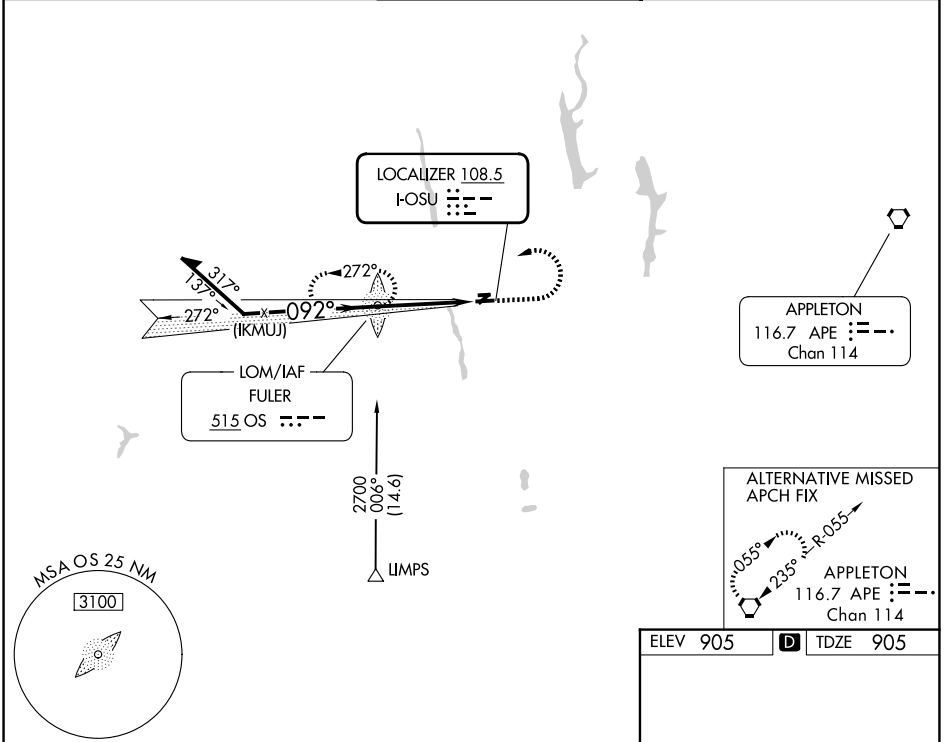 LOCALIZER 108.5
I-OSU
317°
137°
272°
272°
092°
(IKMUJ)
LOM/IAF
FULER
515 OS
APPLETON
116.7 APE
Chan 114
2700
006°
(14.6)
LIMPS
MSA OS 25 NM
3100
ALTERNATIVE MISSED
APCH FIX
055°
R-055
235°
APPLETON
116.7 APE
Chan 114
ELEV 905 D TDZE 905